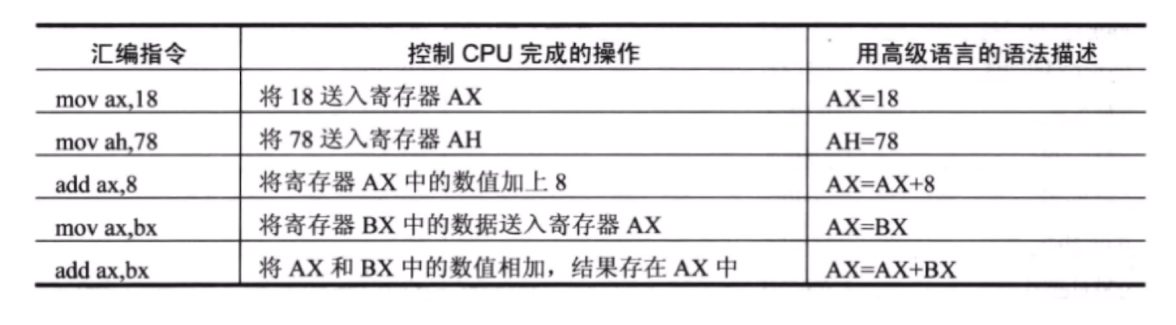 汇编指令 控制 CPU 完成的操作 用高级语言的语法描述
mov ax,18 将 18 送入寄存器 AX AX=18
mov ah,78 将 78 送入寄存器 AH AH=78
add ax,8 将寄存器 AX 中的数值加上 8 AX=AX+8
mov ax,bx 将寄存器 BX 中的数据送入寄存器 AX AX=BX
add ax,bx 将 AX 和 BX 中的数值相加，结果存在 AX 中 AX=AX+BX